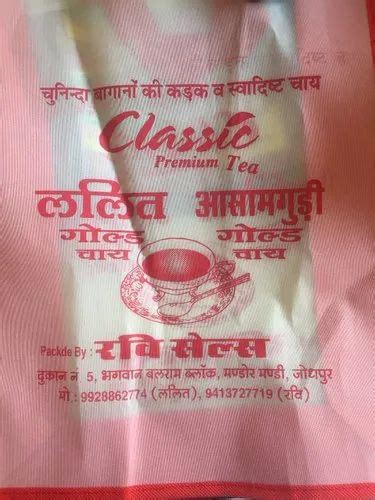 चुनिन्दा बागानों की कड़क व स्वादिष्ट चाय
Classic
Premium Tea
ललित आसामगुड़ी
गोल्ड गोल्ड
चाय चाय
Packde By : रवि सेल्स
दुकान नं 5, भगवान बलराम ब्लॉक, मण्डोर मण्डी, जोधपुर
मो.: 9928862774 (ललित), 9413727719 (रवि)